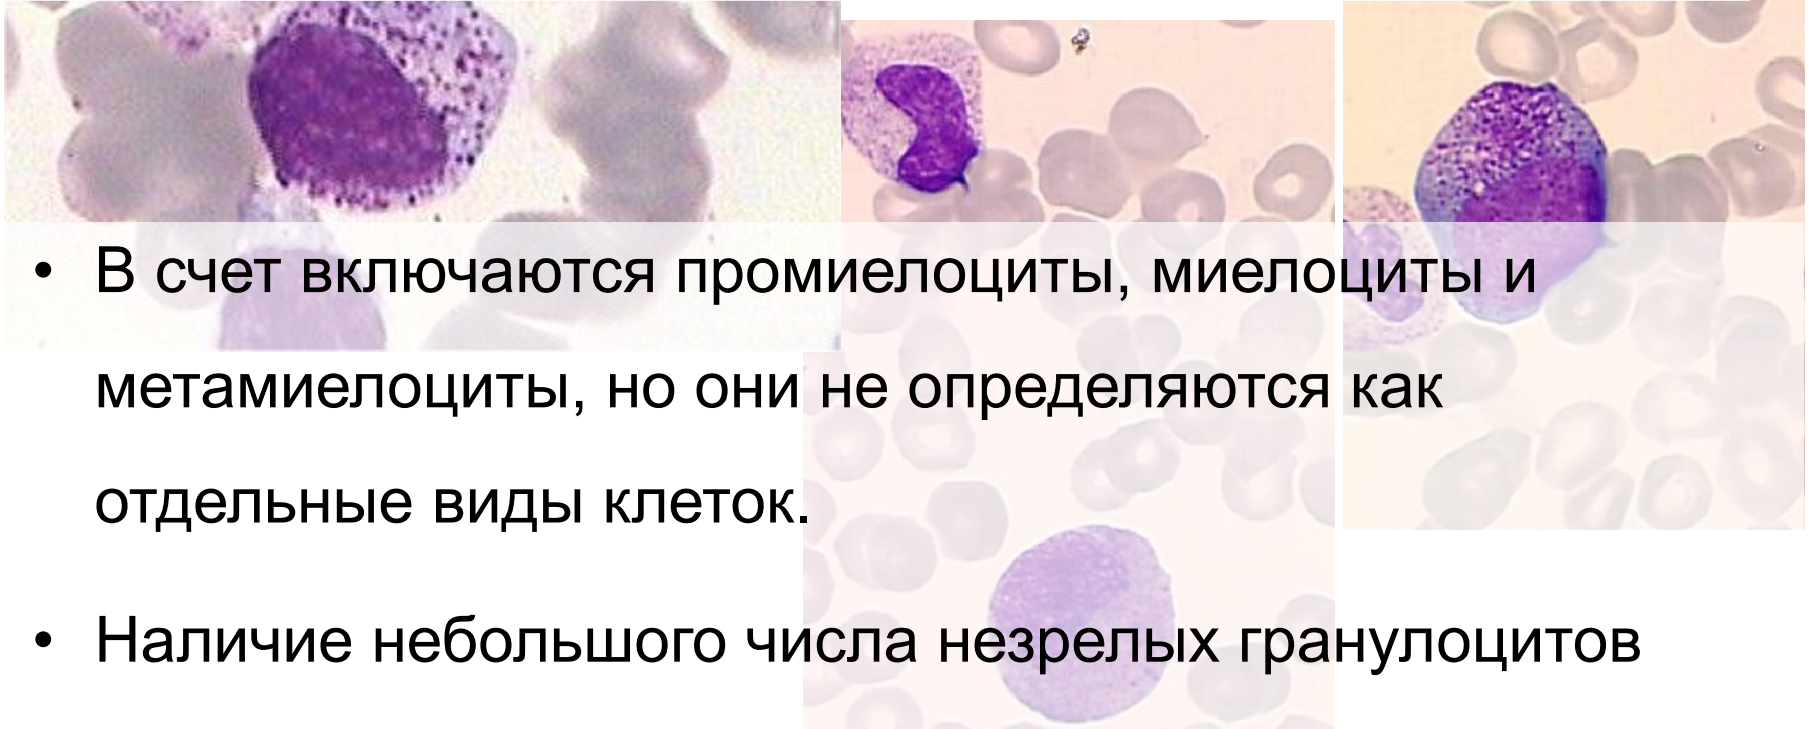 • В счет включаются промиелоциты, миелоциты и
метамиелоциты, но они не определяются как
отдельные виды клеток.
• Наличие небольшого числа незрелых гранулоцитов